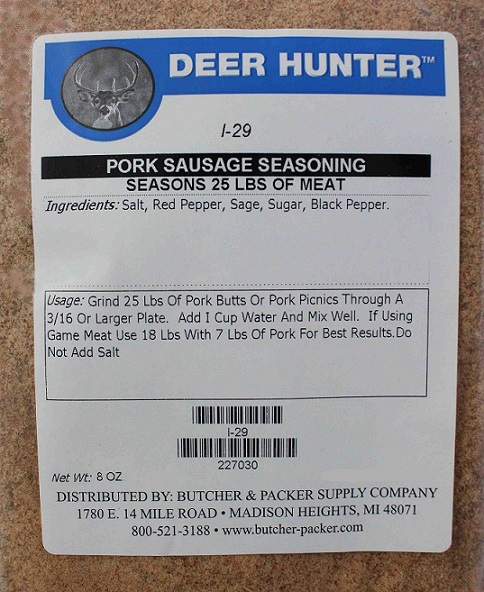 DEER HUNTER™
I-29
PORK SAUSAGE SEASONING
SEASONS 25 LBS OF MEAT
Ingredients: Salt, Red Pepper, Sage, Sugar, Black Pepper.
Usage: Grind 25 Lbs Of Pork Butts Or Pork Picnics Through A
3/16 Or Larger Plate. Add I Cup Water And Mix Well. If Using
Game Meat Use 18 Lbs With 7 Lbs Of Pork For Best Results.Do
Not Add Salt
I-29
227030
Net Wt: 8 OZ
DISTRIBUTED BY: BUTCHER & PACKER SUPPLY COMPANY
1780 E. 14 MILE ROAD • MADISON HEIGHTS, MI 48071
800-521-3188 • www.butcher-packer.com